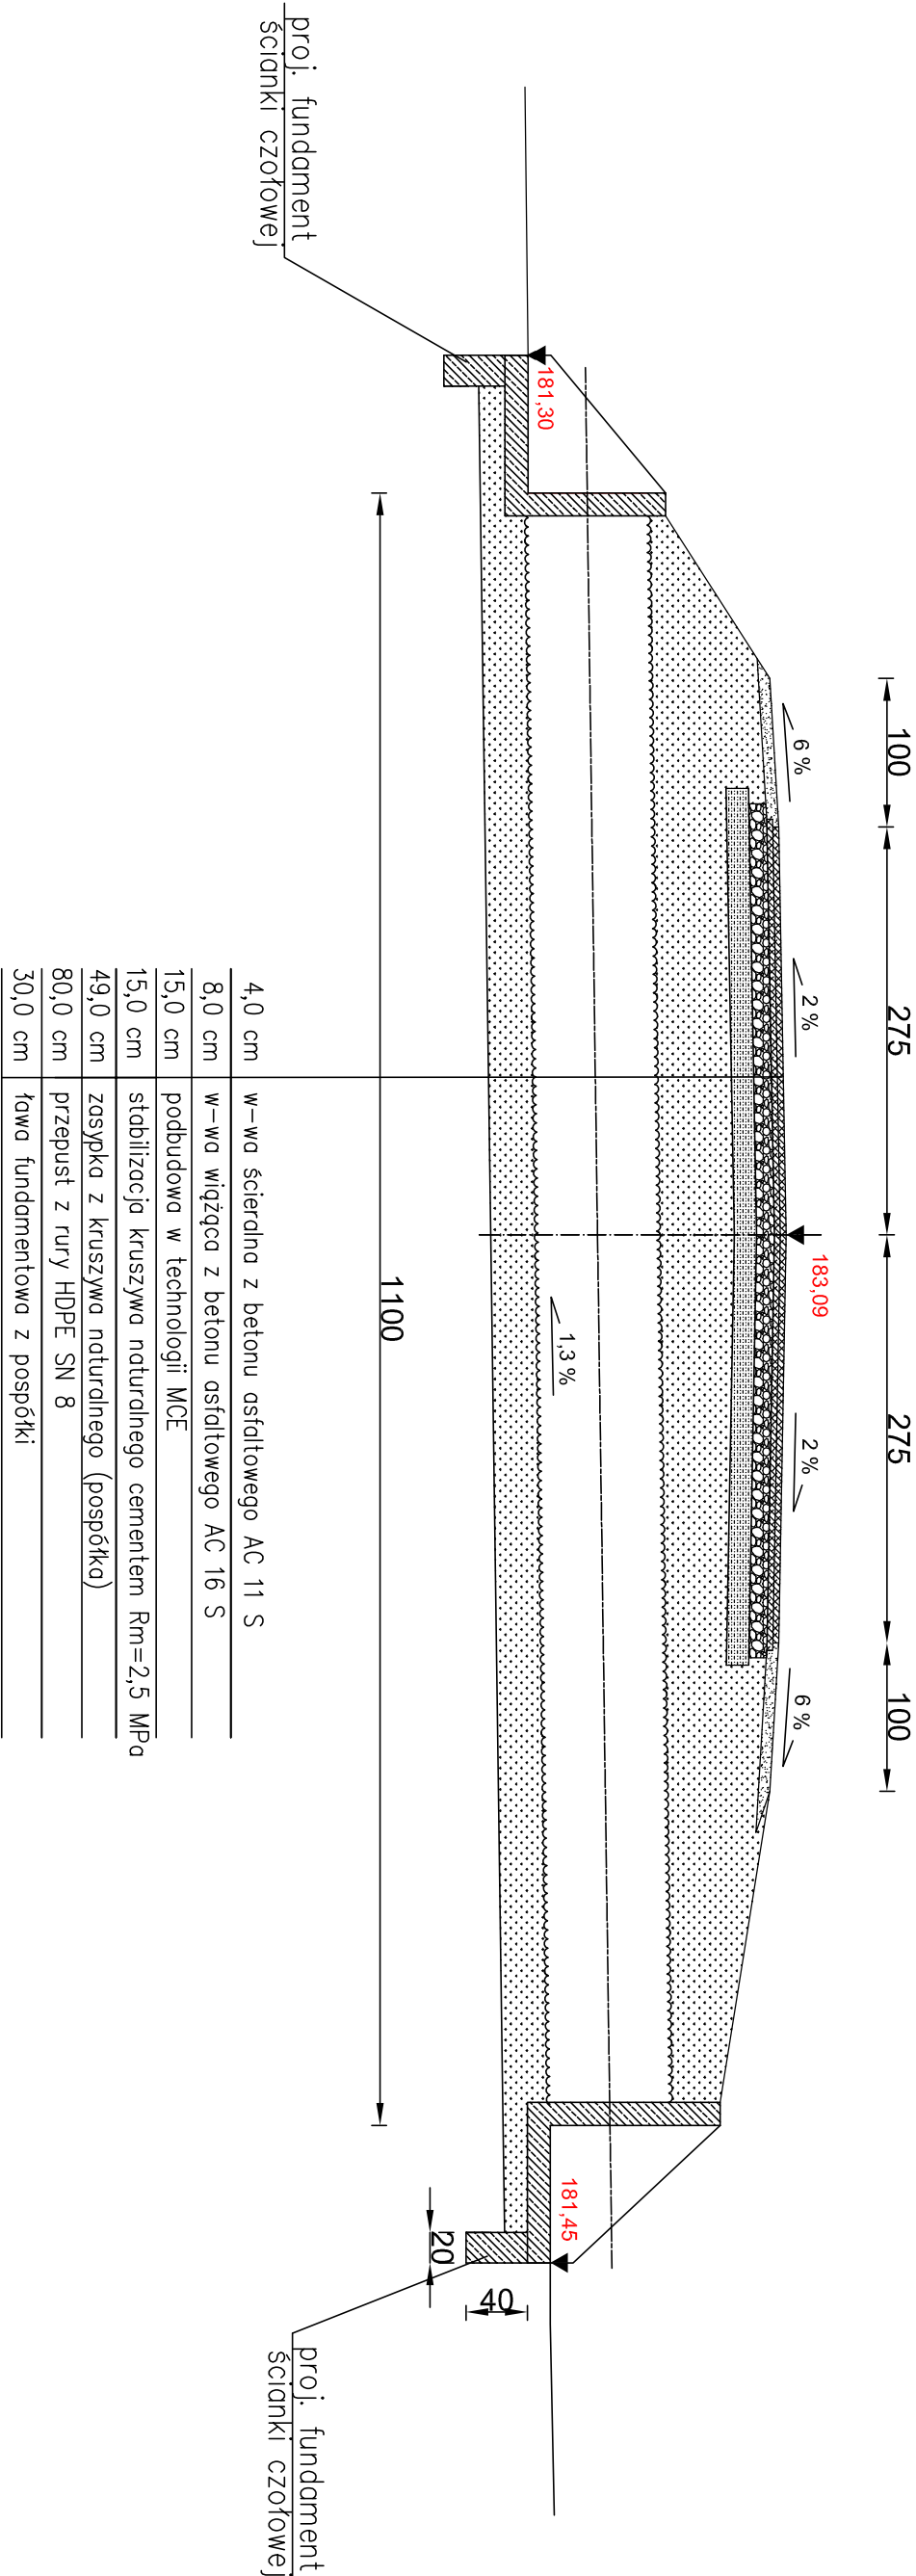 100
275
275
100
6 %
2 %
2 %
6 %
183,09
181,30
1,3 %
181,45
1100
20
40
proj. fundament
ścianki czołowej
proj. fundament
ścianki czołowej
4,0 cm w-wa ścieralna z betonu asfaltowego AC 11 S
8,0 cm w-wa wiążąca z betonu asfaltowego AC 16 S
15,0 cm podbudowa w technologii MCE
15,0 cm stabilizacja kruszywa naturalnego cementem Rm=2,5 MPa
49,0 cm zasypka z kruszywa naturalnego (pospółka)
80,0 cm przepust z rury HDPE SN 8
30,0 cm ława fundamentowa z pospółki